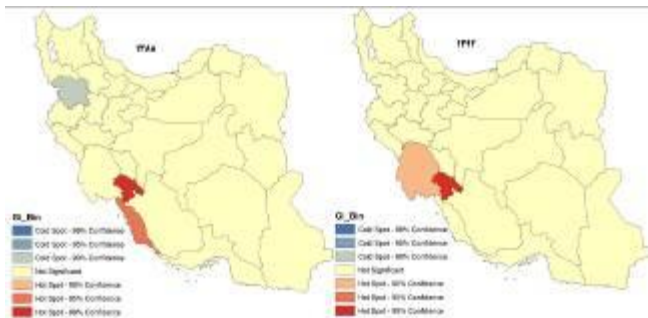 ۱۳۸۵
Gi_Bin
Cold Spot - 99% Confidence
Cold Spot - 95% Confidence
Cold Spot - 90% Confidence
Not Significant
Hot Spot - 90% Confidence
Hot Spot - 95% Confidence
Hot Spot - 99% Confidence
Gi_Bin
Cold Spot - 99% Confidence
Cold Spot - 95% Confidence
Cold Spot - 90% Confidence
Not Significant
Hot Spot - 90% Confidence
Hot Spot - 95% Confidence
Hot Spot - 99% Confidence